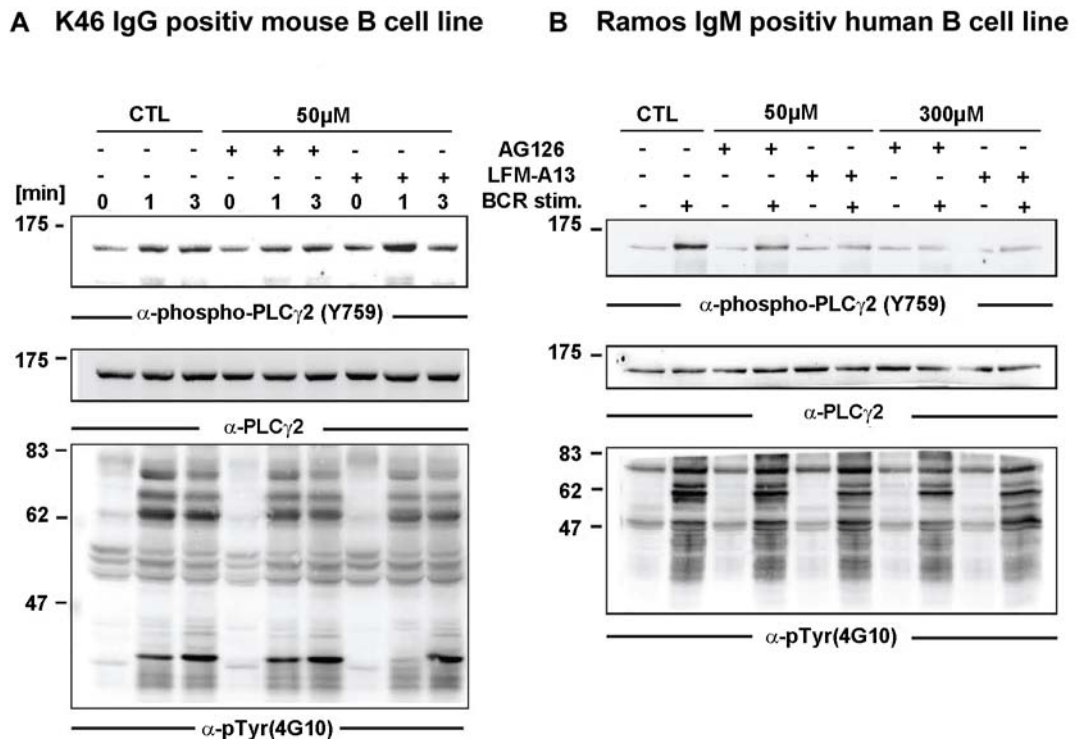 A K46 IgG positiv mouse B cell line
CTL 50µM
- - - + + + - - -
- - - - - - + + +
[min] 0 1 3 0 1 3 0 1 3
175
α-phospho-PLCγ2 (Y759)
175
α-PLCγ2
83
62
47
α-pTyr(4G10)
B Ramos IgM positiv human B cell line
CTL 50µM 300µM
AG126 - - + + - - + + - -
LFM-A13 - - - - + + - - + +
BCR stim. - + - + - + - + - +
175
α-phospho-PLCγ2 (Y759)
175
α-PLCγ2
83
62
47
α-pTyr(4G10)